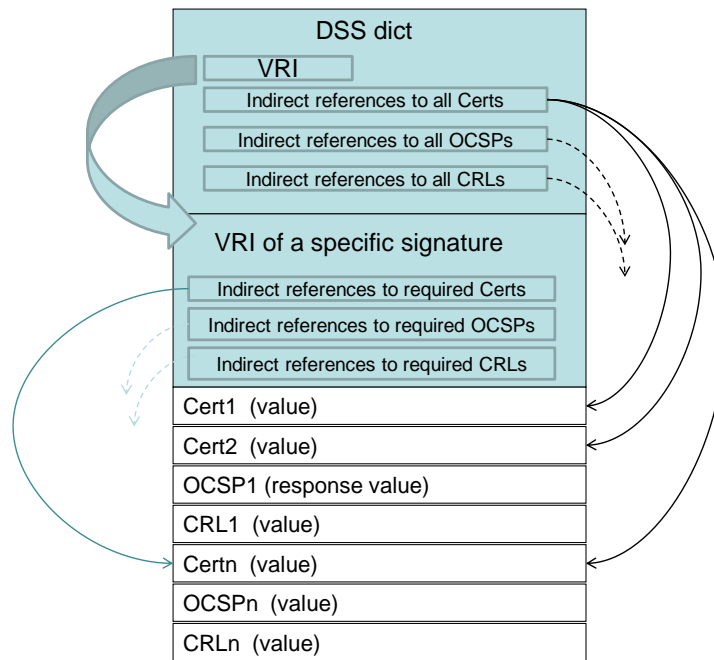 DSS dict
VRI
Indirect references to all Certs
Indirect references to all OCSPs
Indirect references to all CRLs
VRI of a specific signature
Indirect references to required Certs
Indirect references to required OCSPs
Indirect references to required CRLs
Cert1 (value)
Cert2 (value)
OCSP1 (response value)
CRL1 (value)
Certn (value)
OCSPn (value)
CRLn (value)